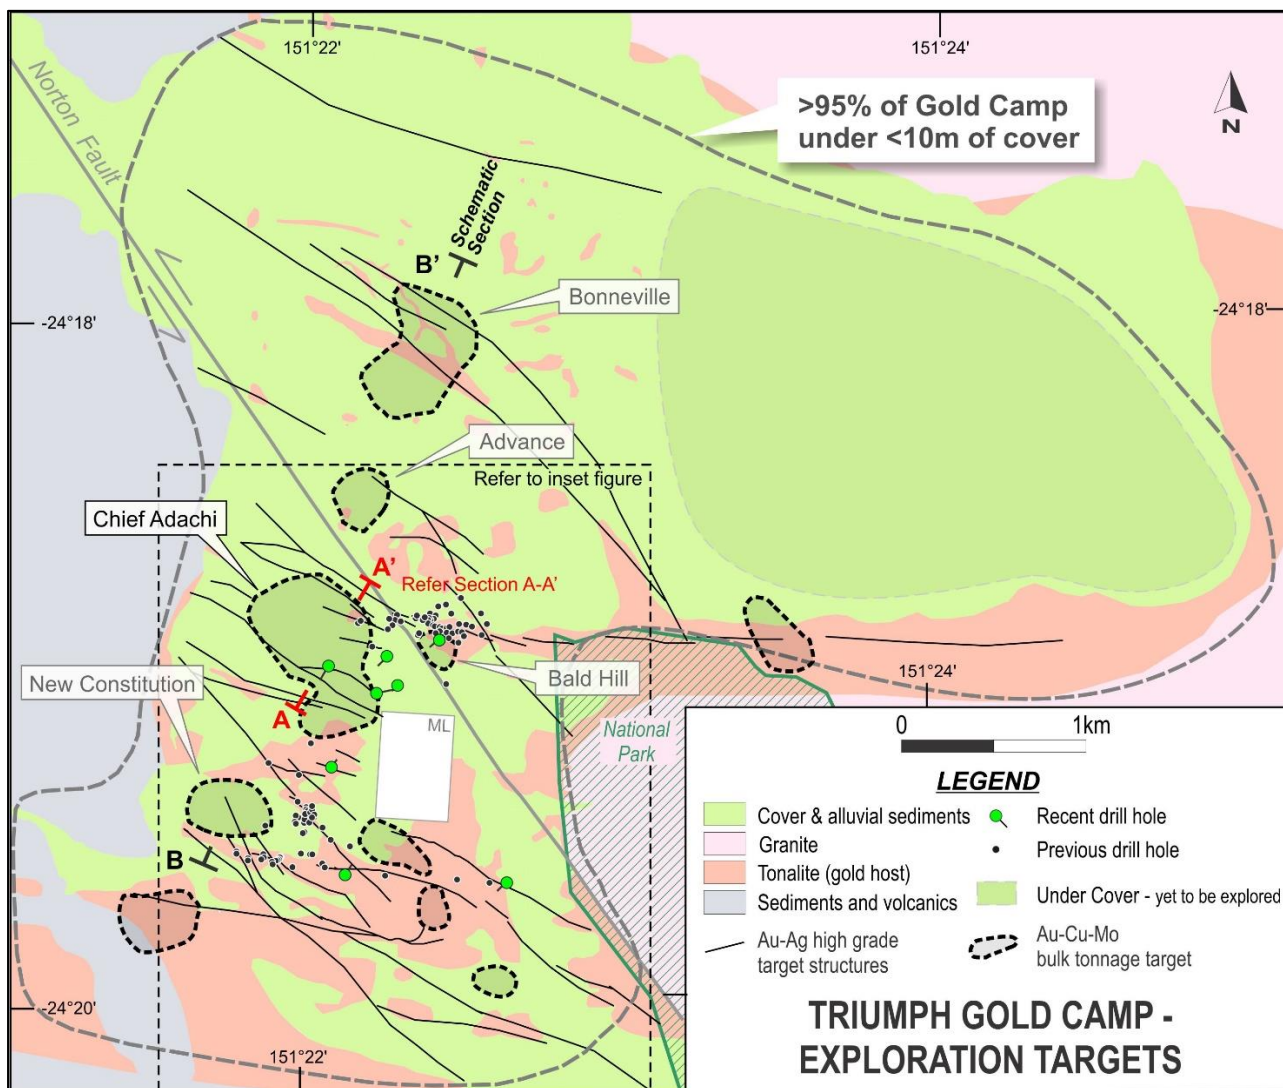 151°22'
151°24'
Norton Fault
>95% of Gold Camp
under <10m of cover
N
Schematic
Section
B'
Bonneville
-24°18'
-24°18'
Advance
Refer to inset figure
Chief Adachi
A'
Refer Section A-A'
New Constitution
Bald Hill
A
ML
151°24'
National
Park
B
0 1km
LEGEND
Cover & alluvial sediments
Recent drill hole
Granite
Previous drill hole
Tonalite (gold host)
Under Cover - yet to be explored
Sediments and volcanics
Au-Ag high grade
target structures
Au-Cu-Mo
bulk tonnage target
-24°20'
151°22'
TRIUMPH GOLD CAMP -
EXPLORATION TARGETS